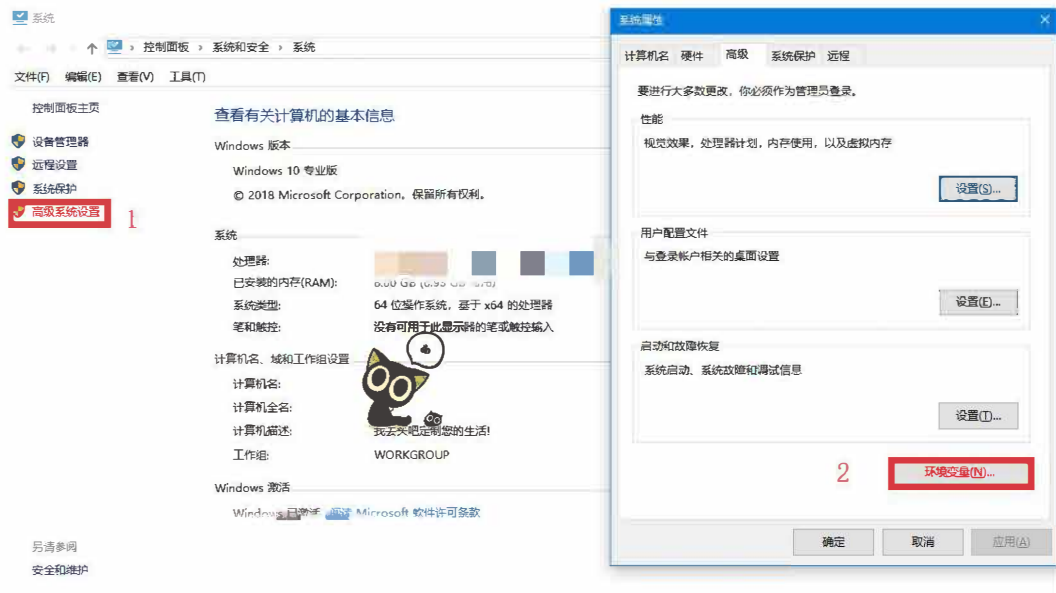 系统
控制面板 › 系统和安全 › 系统
文件(F) 编辑(E) 查看(V) 工具(T)
控制面板主页
设备管理器
远程设置
系统保护
高级系统设置
1
查看有关计算机的基本信息
Windows 版本
Windows 10 专业版
© 2018 Microsoft Corporation。保留所有权利。
系统
处理器:
已安装的内存(RAM):
系统类型: 64 位操作系统, 基于 x64 的处理器
笔和触控: 没有可用于此显示器的笔或触控输入
计算机名、域和工作组设置
计算机名:
计算机全名:
计算机描述: 我去头吧定制您的生活!
工作组: WORKGROUP
Windows 激活
Windows 已激活 阅读 Microsoft 软件许可条款
另请参阅
安全和维护
系统属性
计算机名 硬件 高级 系统保护 远程
要进行大多数更改，你必须作为管理员登录。
性能
视觉效果，处理器计划，内存使用，以及虚拟内存
设置(S)...
用户配置文件
与登录帐户相关的桌面设置
设置(E)...
启动和故障恢复
系统启动、系统故障和调试信息
设置(T)...
2
环境变量(N)...
确定 取消 应用(A)